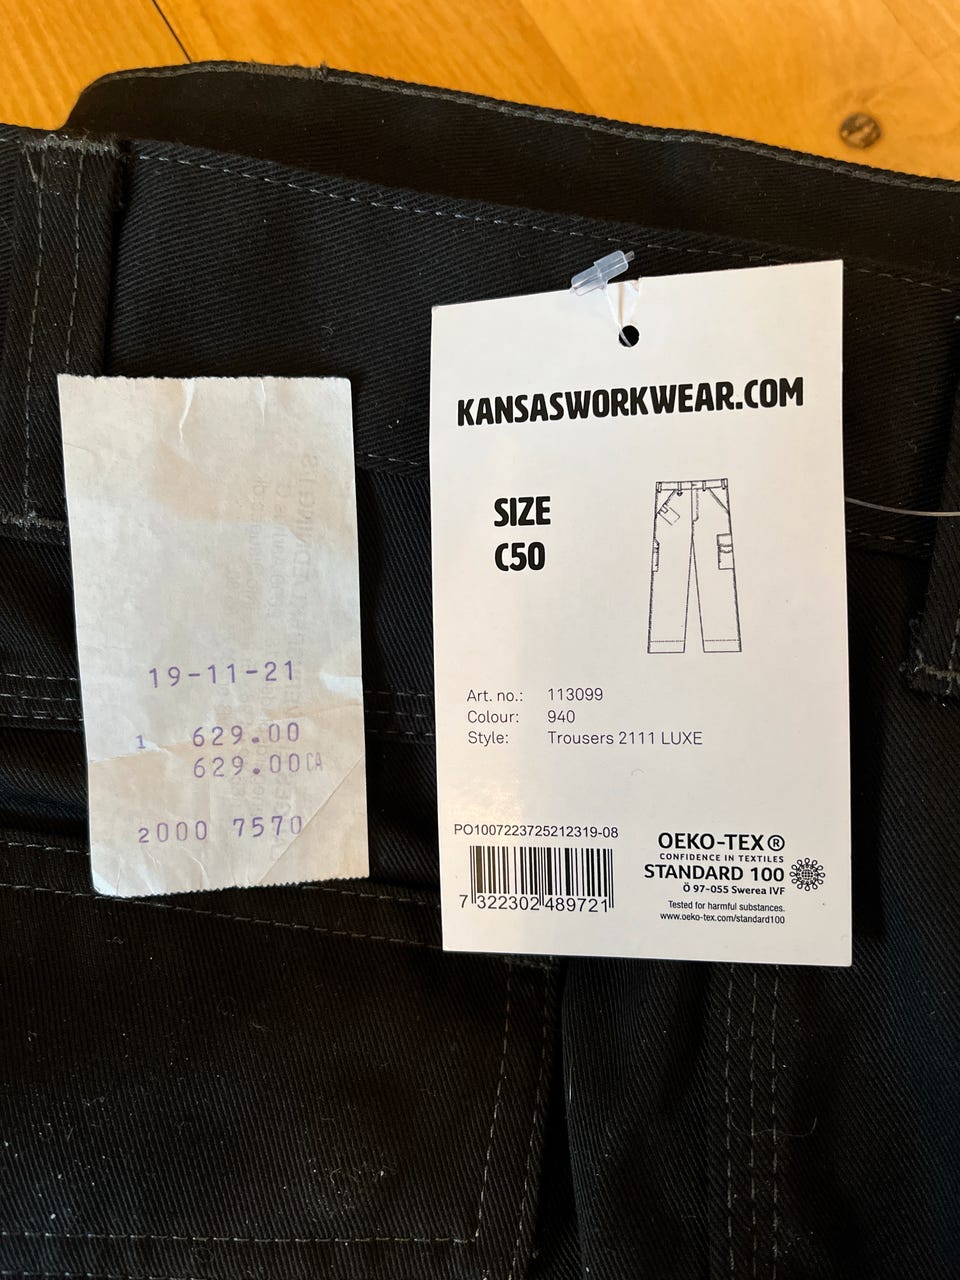 19-11-21
1 629.00
629.00CA
2000 7570
KANSASWORKWEAR.COM
SIZE
C50
Art. no.: 113099
Colour: 940
Style: Trousers 2111 LUXE
PO1007223725212319-08
7 322302 489721
OEKO-TEX®
CONFIDENCE IN TEXTILES
STANDARD 100
Ö 97-055 Swerea IVF
Tested for harmful substances.
www.oeko-tex.com/standard100